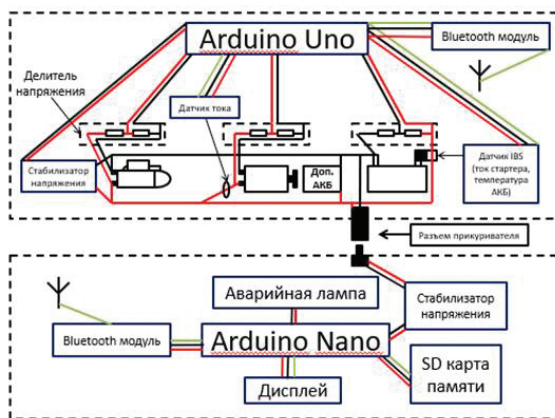 Arduino Uno
Bluetooth модуль
Делитель
напряжения
Датчик тока
Стабилизатор
напряжения
Доп.
АКБ
Датчик IBS
(ток стартера,
температура
АКБ)
Разъем прикуривателя
Аварийная лампа
Стабилизатор
напряжения
Bluetooth модуль
Arduino Nano
SD карта
памяти
Дисплей